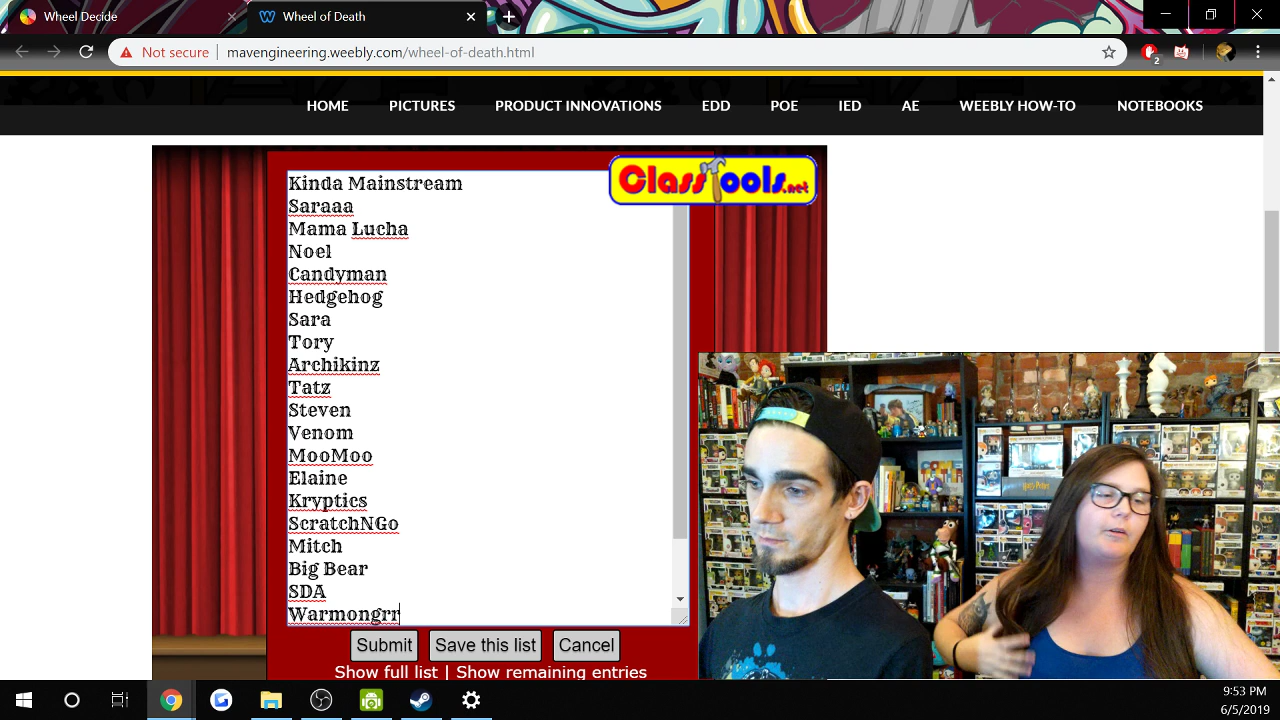 Wheel Decide
Wheel of Death
Not secure
mavengineering.weebly.com/wheel-of-death.html
2
HOME PICTURES PRODUCT INNOVATIONS EDD POE IED AE WEEBLY HOW-TO NOTEBOOKS
ClassTools.net
Kinda Mainstream
Saraaa
Mama Lucha
Noel
Candyman
Hedgehog
Sara
Tory
Archikinz
Tatz
Steven
Venom
MooMoo
Elaine
Kryptics
ScratchNGo
Mitch
Big Bear
SDA
Warmongrr
Submit Save this list Cancel
Show full list | Show remaining entries
Harry Potter
9:53 PM
6/5/2019